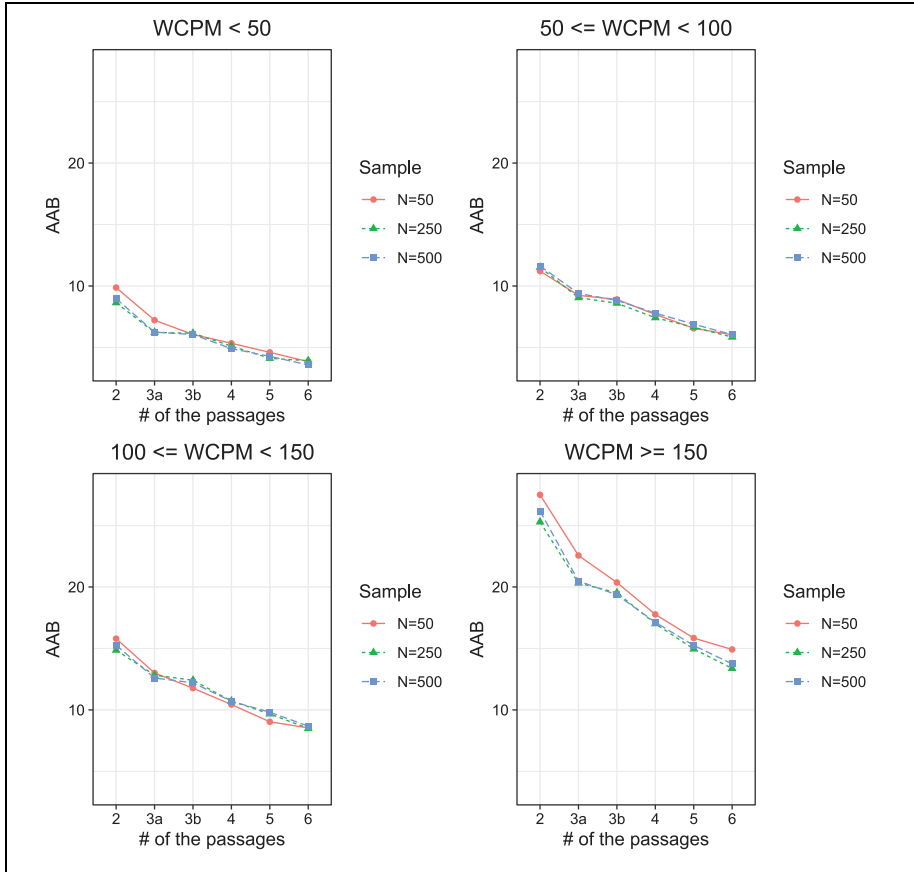 WCPM < 50
20
10
AAB
2 3a 3b 4 5 6
# of the passages
Sample
N=50
N=250
N=500
50 <= WCPM < 100
20
10
AAB
2 3a 3b 4 5 6
# of the passages
Sample
N=50
N=250
N=500
100 <= WCPM < 150
20
10
AAB
2 3a 3b 4 5 6
# of the passages
Sample
N=50
N=250
N=500
WCPM >= 150
20
10
AAB
2 3a 3b 4 5 6
# of the passages
Sample
N=50
N=250
N=500